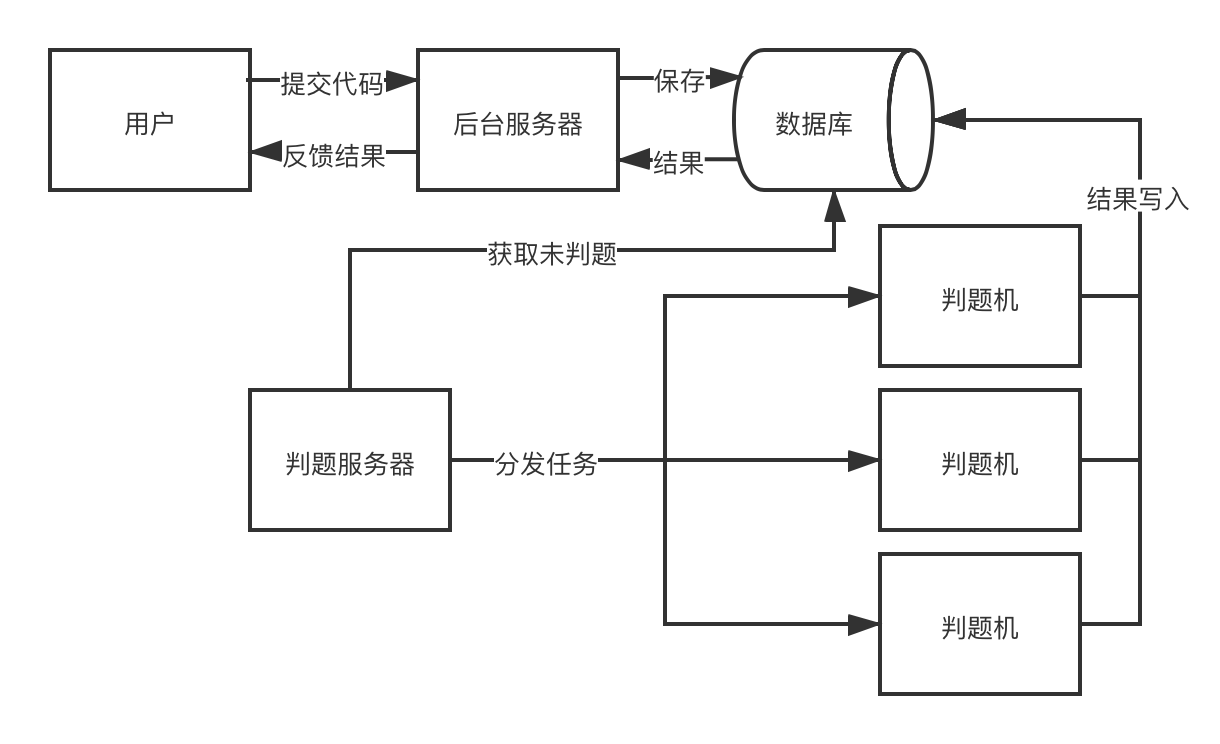 用户
提交代码
反馈结果
后台服务器
保存
结果
数据库
结果写入
获取未判题
判题服务器
分发任务
判题机
判题机
判题机